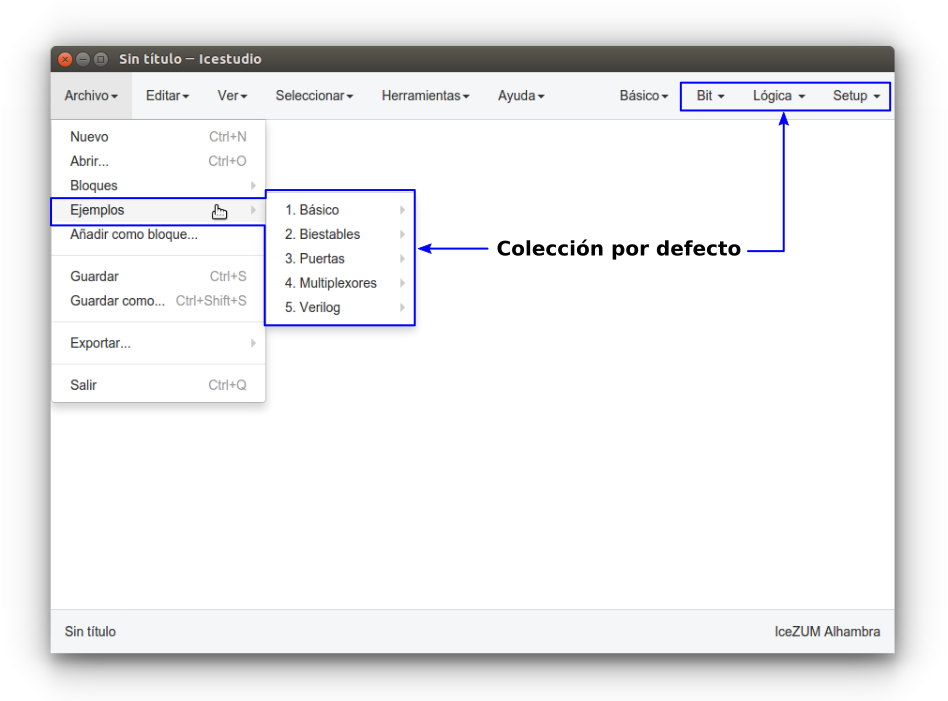 Sin título – Icestudio
Archivo Editar Ver Seleccionar Herramientas Ayuda Básico Bit Lógica Setup
Nuevo Ctrl+N
Abrir... Ctrl+O
Bloques
Ejemplos
Añadir como bloque...
Guardar Ctrl+S
Guardar como... Ctrl+Shift+S
Exportar...
Salir Ctrl+Q
1. Básico
2. Biestables
3. Puertas
4. Multiplexores
5. Verilog
Colección por defecto
Sin título IceZUM Alhambra